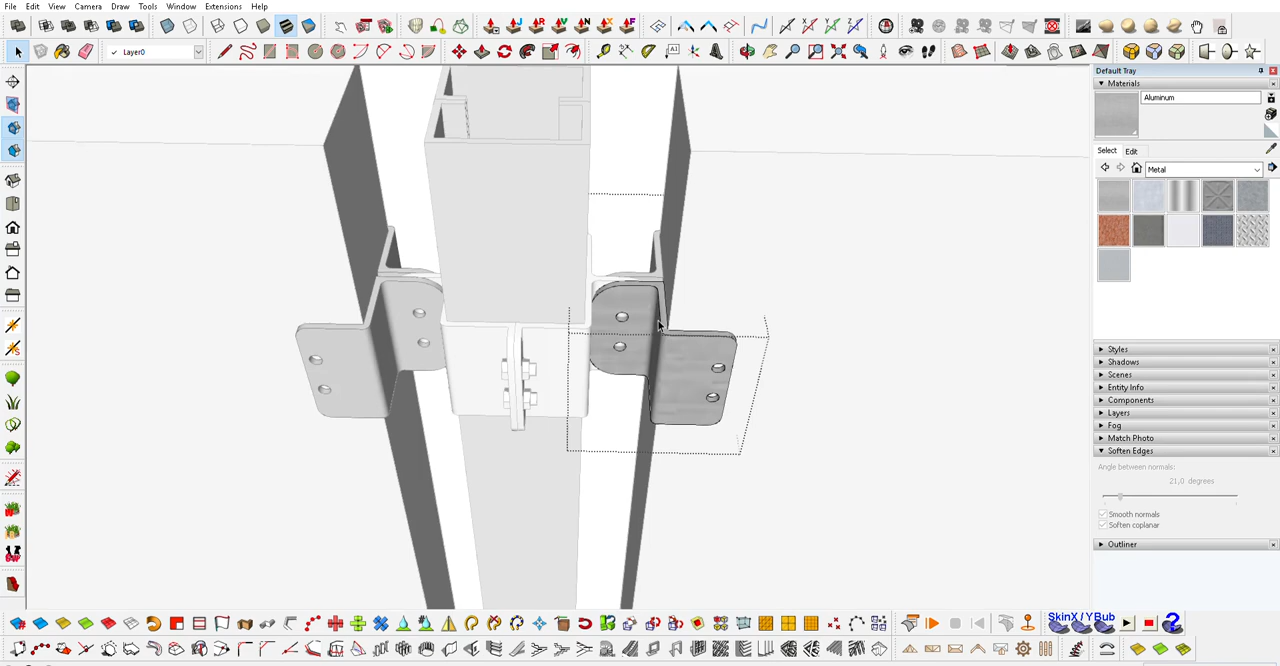 File Edit View Camera Draw Tools Window Extensions Help
✓ Layer0
A1
Default Tray
Materials
Aluminum
Select Edit
Metal
Styles
Shadows
Scenes
Entity Info
Components
Layers
Fog
Match Photo
Soften Edges
Angle between normals:
21,0 degrees
Smooth normals
Soften coplanar
Outliner
SkinX / YBub